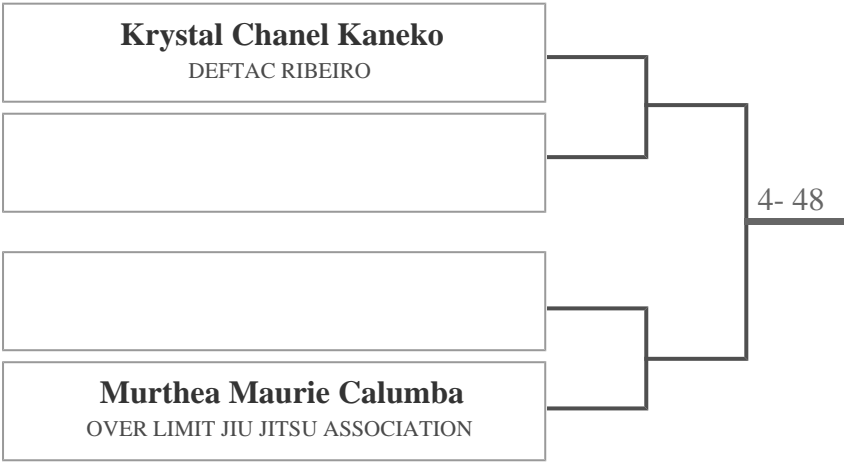 Krystal Chanel Kaneko
DEFTAC RIBEIRO
4- 48
Murthea Maurie Calumba
OVER LIMIT JIU JITSU ASSOCIATION